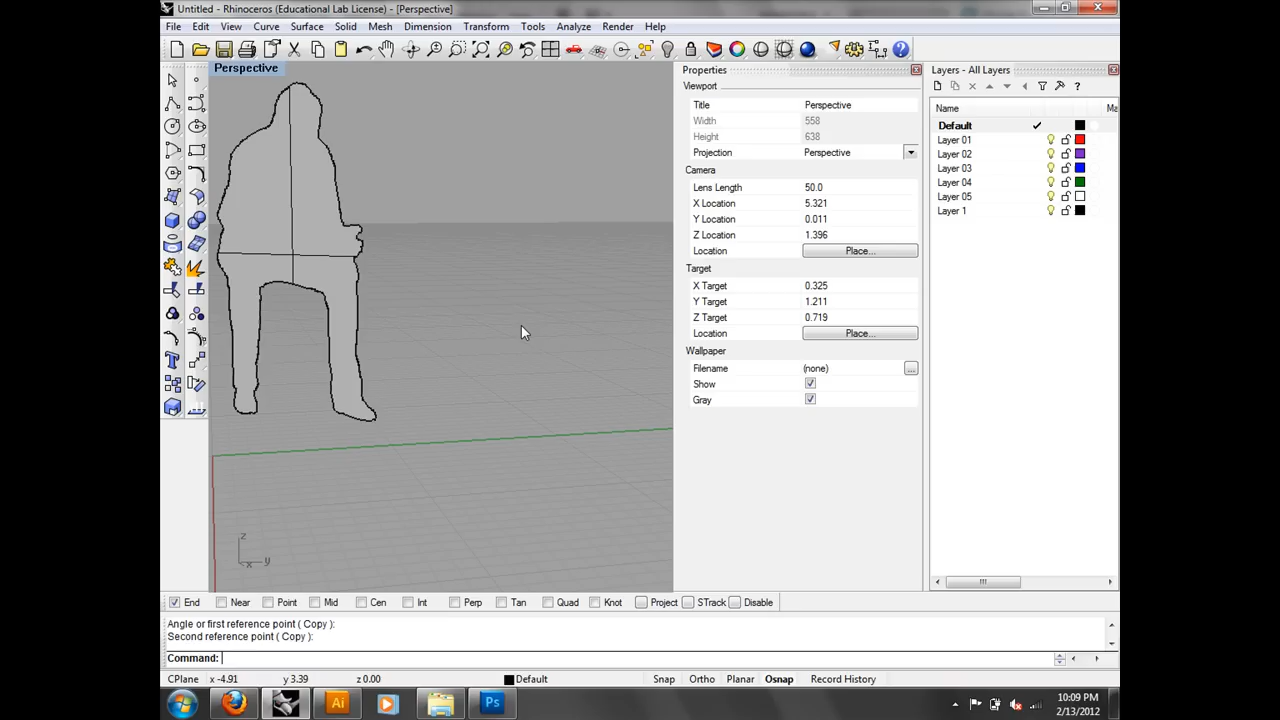 Untitled - Rhinoceros (Educational Lab License) - [Perspective]
File Edit View Curve Surface Solid Mesh Dimension Transform Tools Analyze Render Help
Perspective
Properties
Viewport
Title Perspective
Width 558
Height 638
Projection Perspective
Camera
Lens Length 50.0
X Location 5.321
Y Location 0.011
Z Location 1.396
Location Place...
Target
X Target 0.325
Y Target 1.211
Z Target 0.719
Location Place...
Wallpaper
Filename (none) ...
Show
Gray
Layers - All Layers
Name Ma
Default
Layer 01
Layer 02
Layer 03
Layer 04
Layer 05
Layer 1
z
x y
End Near Point Mid Cen Int Perp Tan Quad Knot Project STrack Disable
Angle or first reference point ( Copy ):
Second reference point ( Copy ):
Command:
CPlane x -4.91 y 3.39 z 0.00 Default Snap Ortho Planar Osnap Record History
Ai Ps
10:09 PM
2/13/2012